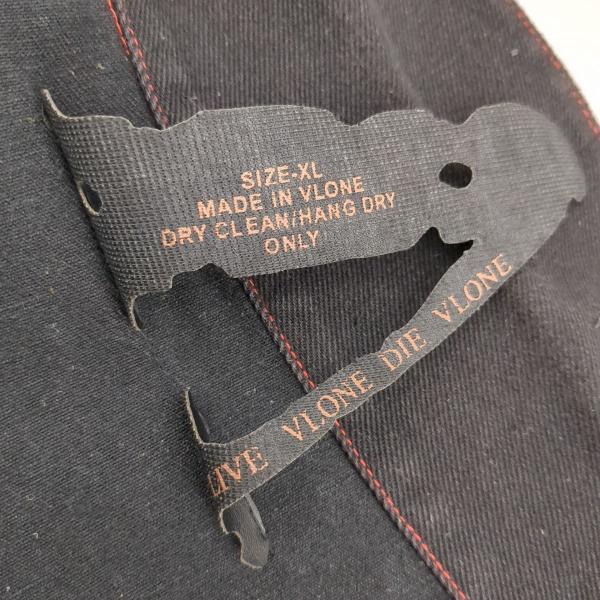 SIZE-XL
MADE IN VLONE
DRY CLEAN/HANG DRY
ONLY
LIVE VLONE DIE VLONE